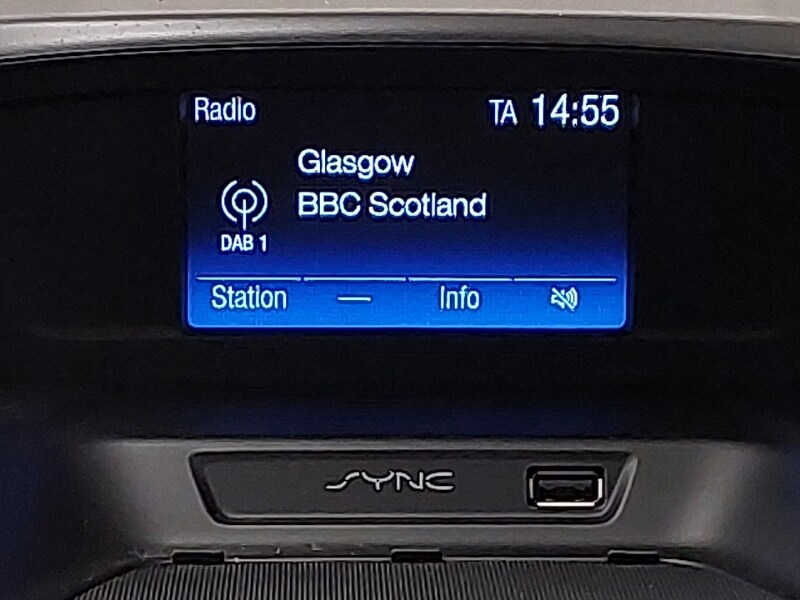 Radio TA 14:55
Glasgow
BBC Scotland
DAB 1
Station — Info
SYNC